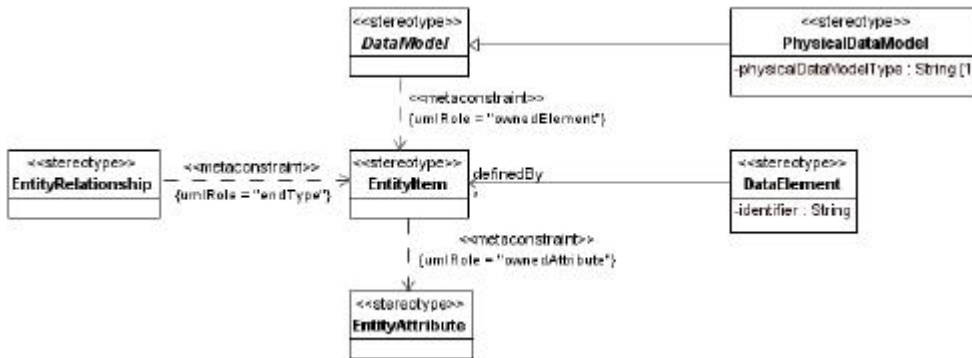 <<stereotype>>
DataModel
<<stereotype>>
PhysicalDataModel
-physicalDataModelType : String [1
<<metaconstraint>>
{umlRole = "ownedElement"}
<<stereotype>>
EntityRelationship
<<metaconstraint>>
{umlRole = "endType"}
<<stereotype>>
EntityItem
definedBy
*
<<stereotype>>
DataElement
-identifier : String
<<metaconstraint>>
{umlRole = "ownedAttribute"}
<<stereotype>>
EntityAttribute